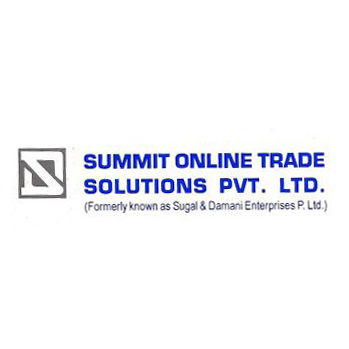 SUMMIT ONLINE TRADE
SOLUTIONS PVT. LTD.
(Formerly known as Sugal & Damani Enterprises P. Ltd.)